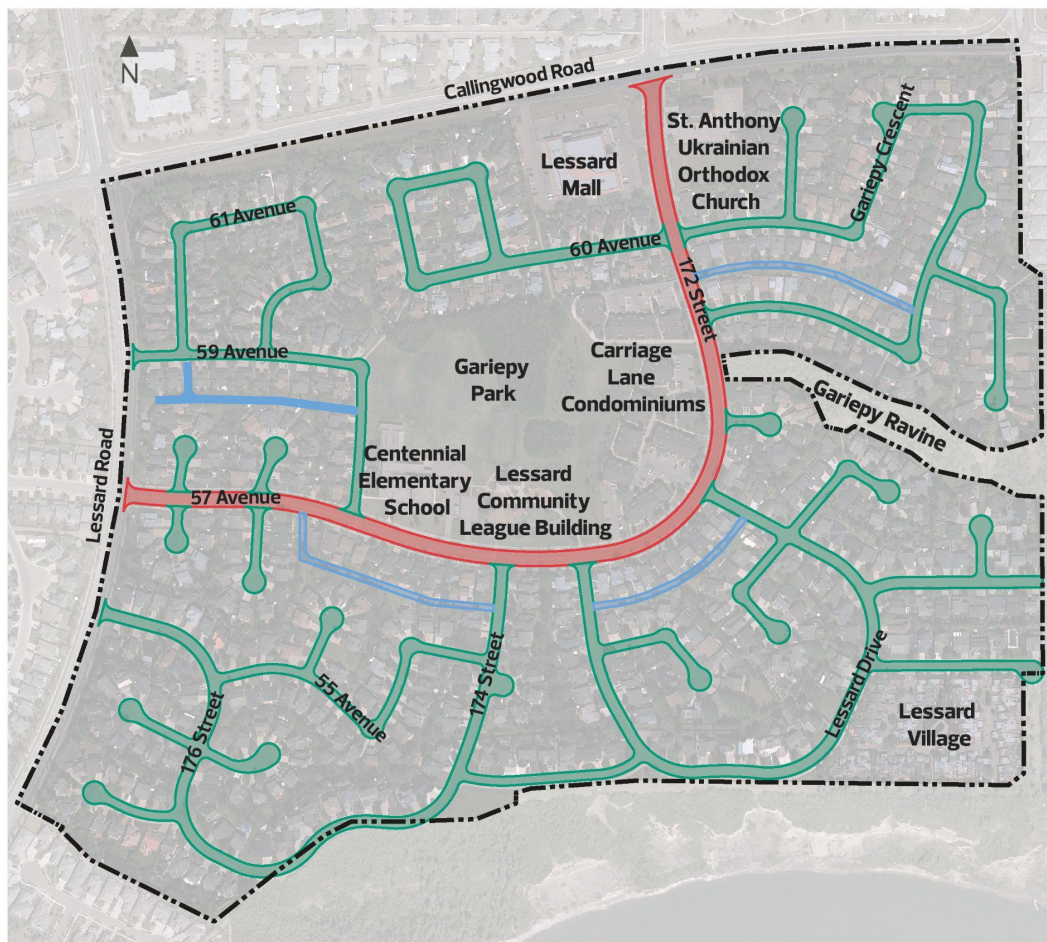 N
Callingwood Road
St. Anthony
Ukrainian
Orthodox
Church
Lessard
Mall
Gariepy Crescent
61 Avenue
60 Avenue
172 Street
59 Avenue
Gariepy
Park
Carriage
Lane
Condominiums
Gariepy Ravine
Lessard Road
Centennial
Elementary
School
Lessard
Community
League Building
57 Avenue
174 Street
55 Avenue
176 Street
Lessard Drive
Lessard
Village